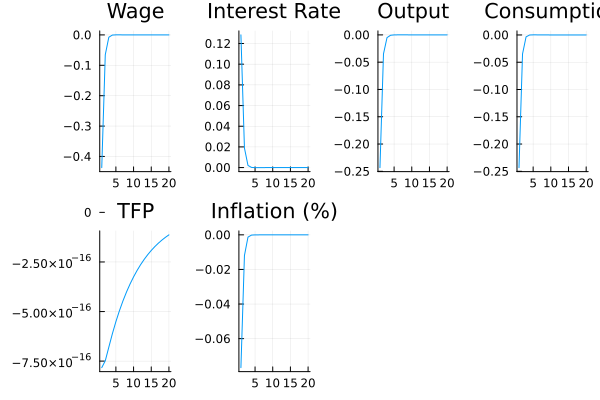 Wage
Interest Rate
Output
Consumptio
0.0
−0.1
−0.2
−0.3
−0.4
5 10 15 20
0.12
0.10
0.08
0.06
0.04
0.02
0.00
5 10 15 20
0.00
−0.05
−0.10
−0.15
−0.20
−0.25
5 10 15 20
0.00
−0.05
−0.10
−0.15
−0.20
−0.25
5 10 15 20
TFP
Inflation (%)
0
−2.50×10⁻¹⁶
−5.00×10⁻¹⁶
−7.50×10⁻¹⁶
5 10 15 20
0.00
−0.02
−0.04
−0.06
5 10 15 20